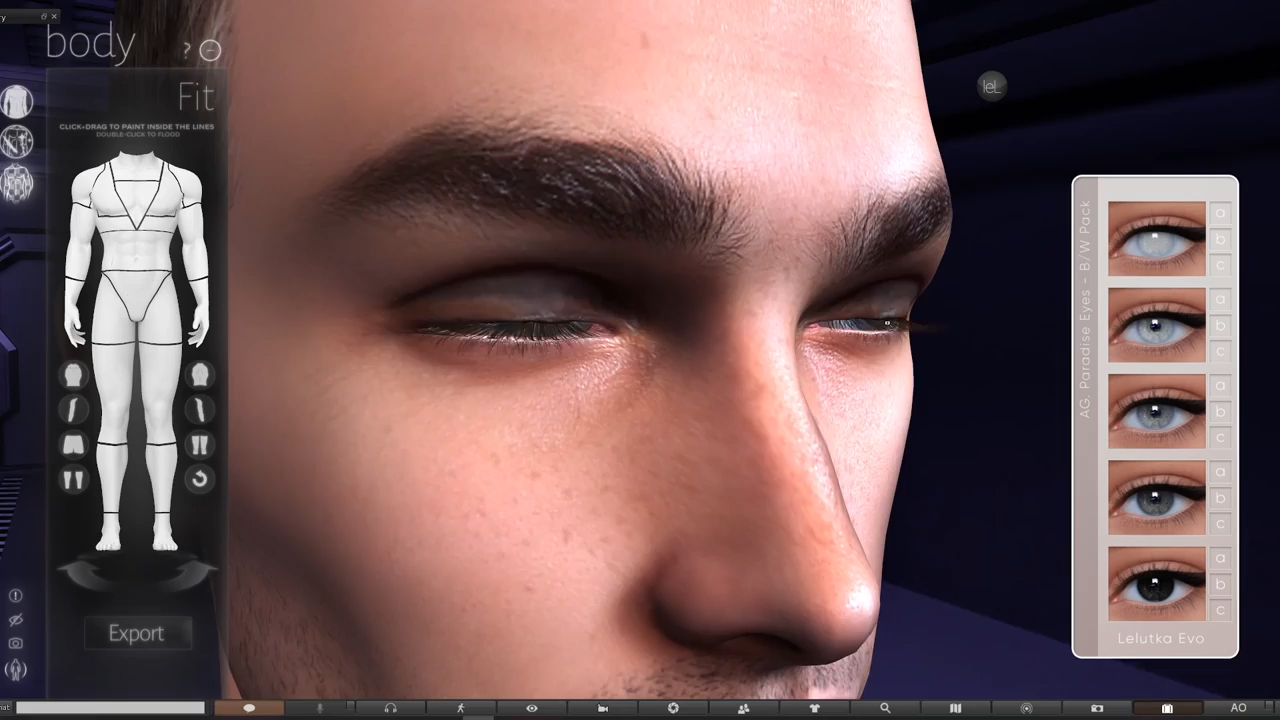 y
body
?
Fit
CLICK+DRAG TO PAINT INSIDE THE LINES
DOUBLE-CLICK TO FLOOD
Export
leL
AG. Paradise Eyes - B/W Pack
a
b
c
a
b
c
a
b
c
a
b
c
a
b
c
Lelutka Evo
AO